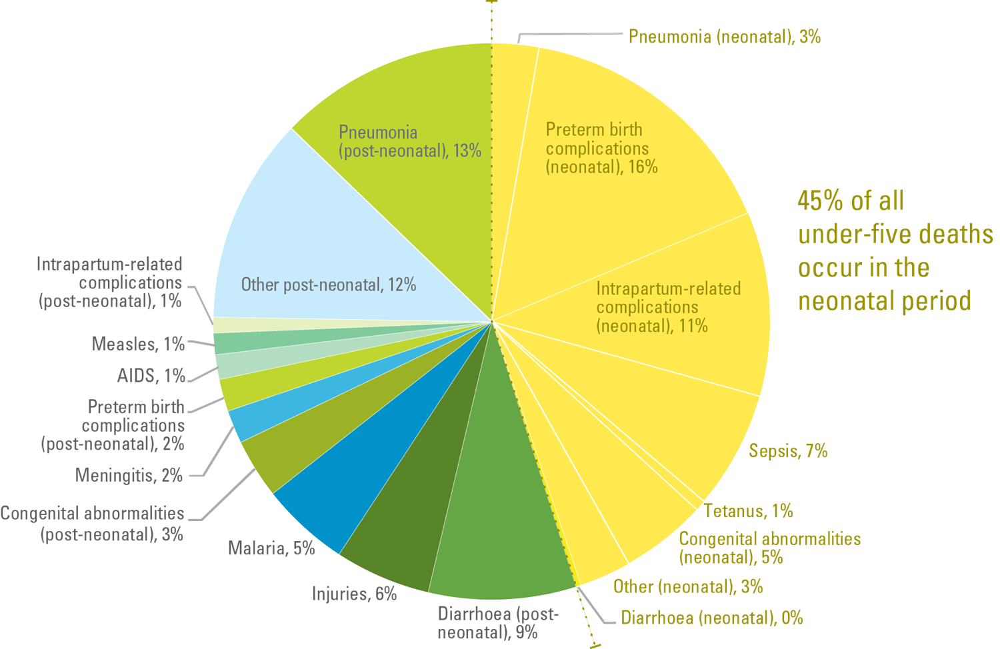 Pneumonia (neonatal), 3%
Preterm birth
complications
(neonatal), 16%
45% of all
under-five deaths
occur in the
neonatal period
Intrapartum-related
complications
(neonatal), 11%
Sepsis, 7%
Tetanus, 1%
Congenital abnormalities
(neonatal), 5%
Other (neonatal), 3%
Diarrhoea (neonatal), 0%
Diarrhoea (post-
neonatal), 9%
Injuries, 6%
Malaria, 5%
Congenital abnormalities
(post-neonatal), 3%
Meningitis, 2%
Preterm birth
complications
(post-neonatal), 2%
AIDS, 1%
Measles, 1%
Intrapartum-related
complications
(post-neonatal), 1%
Other post-neonatal, 12%
Pneumonia
(post-neonatal), 13%